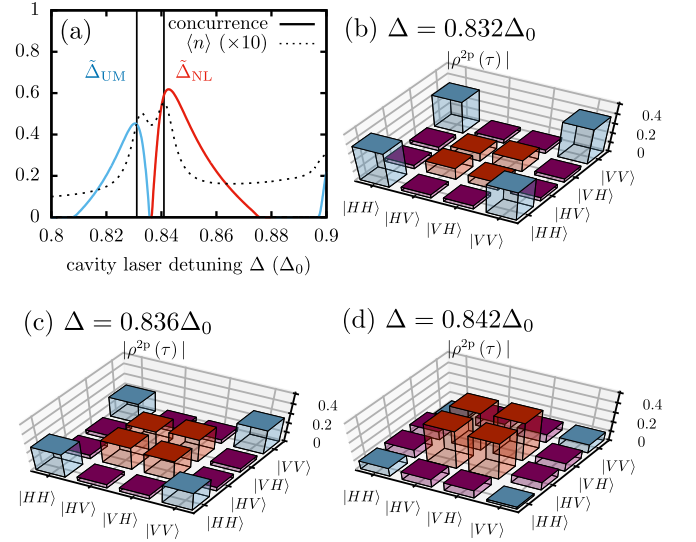 (a)
concurrence
⟨n⟩ (×10)
Δ̃_UM
Δ̃_NL
1
0.8
0.6
0.4
0.2
0
0.8 0.82 0.84 0.86 0.88 0.9
cavity laser detuning Δ (Δ₀)
(b) Δ = 0.832Δ₀
|ρ²ᵖ (τ) |
0.4
0.2
0
|HH⟩ |HV⟩ |VH⟩ |VV⟩
|HH⟩ |HV⟩ |VH⟩ |VV⟩
(c) Δ = 0.836Δ₀
|ρ²ᵖ (τ) |
0.4
0.2
0
|HH⟩ |HV⟩ |VH⟩ |VV⟩
|HH⟩ |HV⟩ |VH⟩ |VV⟩
(d) Δ = 0.842Δ₀
|ρ²ᵖ (τ) |
0.4
0.2
0
|HH⟩ |HV⟩ |VH⟩ |VV⟩
|HH⟩ |HV⟩ |VH⟩ |VV⟩